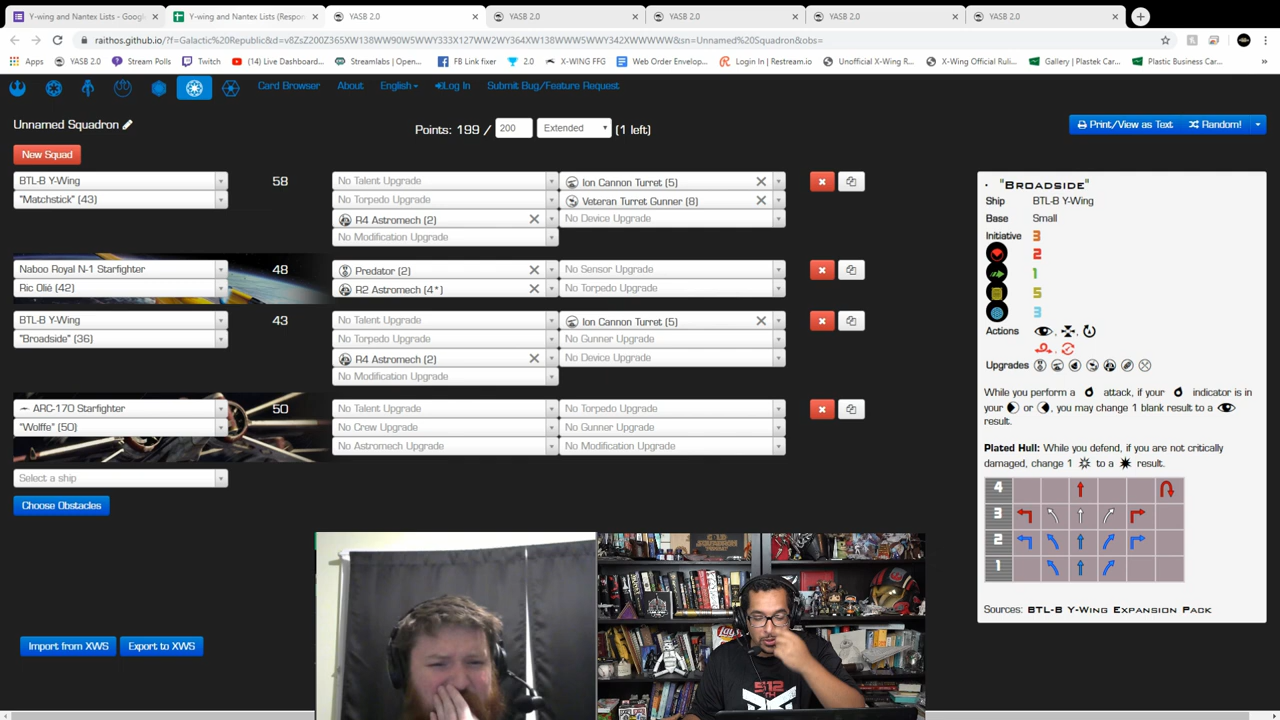 Y-wing and Nantex Lists - Googl
Y-wing and Nantex Lists (Respon
YASB 2.0
YASB 2.0
YASB 2.0
YASB 2.0
YASB 2.0
raithos.github.io/?f=Galactic%20Republic&d=v8ZsZ200Z365XW138WW90W5WWY333X127WW2WY364XW138WWW5WWY342XWWWWW&sn=Unnamed%20Squadron&obs=
Apps
YASB 2.0
Stream Polls
Twitch
(14) Live Dashboard...
Streamlabs | Open...
FB Link fixer
2.0
X-WING FFG
Web Order Envelop...
Login In | Restream.io
Unofficial X-Wing R...
X-Wing Official Ruli...
Gallery | Plastek Car...
Plastic Business Car...
Card Browser
About
English
Log In
Submit Bug/Feature Request
Unnamed Squadron
Points: 199 / 200 Extended (1 left)
Print/View as Text
Random!
New Squad
BTL-B Y-Wing
58
No Talent Upgrade
Ion Cannon Turret (5)
"Matchstick" (43)
No Torpedo Upgrade
Veteran Turret Gunner (8)
R4 Astromech (2)
No Device Upgrade
No Modification Upgrade
Naboo Royal N-1 Starfighter
48
Predator (2)
No Sensor Upgrade
Ric Olié (42)
R2 Astromech (4*)
No Torpedo Upgrade
BTL-B Y-Wing
43
No Talent Upgrade
Ion Cannon Turret (5)
"Broadside" (36)
No Torpedo Upgrade
No Gunner Upgrade
R4 Astromech (2)
No Device Upgrade
No Modification Upgrade
ARC-170 Starfighter
50
No Talent Upgrade
No Torpedo Upgrade
"Wolffe" (50)
No Crew Upgrade
No Gunner Upgrade
No Astromech Upgrade
No Modification Upgrade
Select a ship
Choose Obstacles
Import from XWS
Export to XWS
· "Broadside"
Ship BTL-B Y-Wing
Base Small
Initiative 3
2
1
5
3
Actions
Upgrades
While you perform a attack, if your indicator is in
your or , you may change 1 blank result to a
result.
Plated Hull: While you defend, if you are not critically
damaged, change 1 to a result.
4
3
2
1
Sources: BTL-B Y-Wing Expansion Pack
512